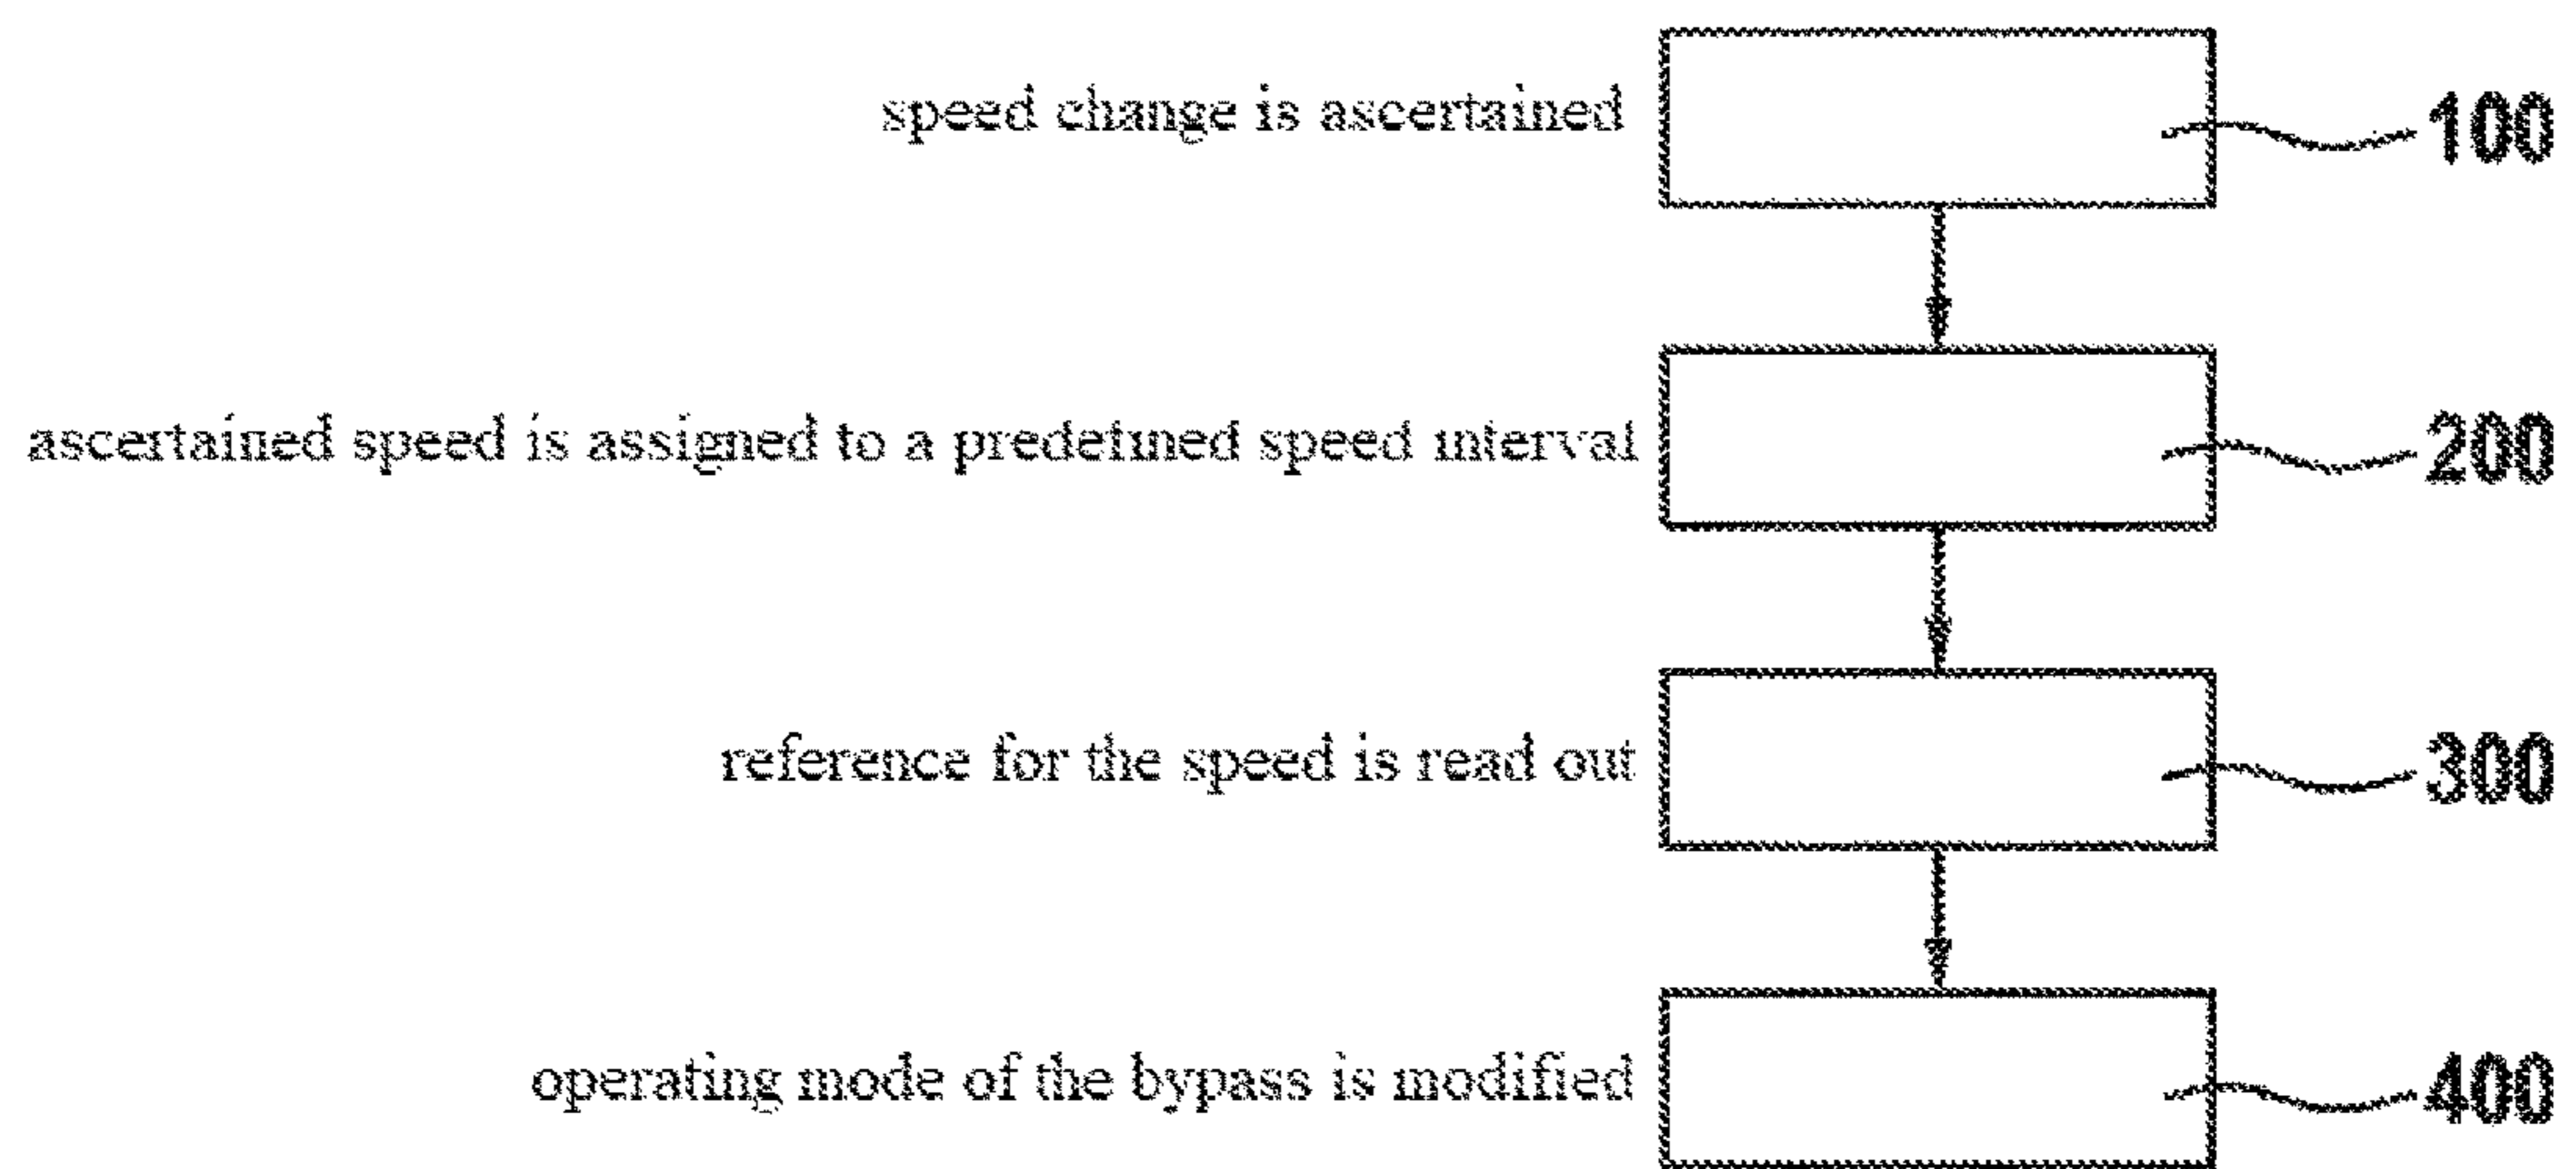 speed change is ascertained
100
ascertained speed is assigned to a predefined speed interval
200
reference for the speed is read out
300
operating mode of the bypass is modified
400